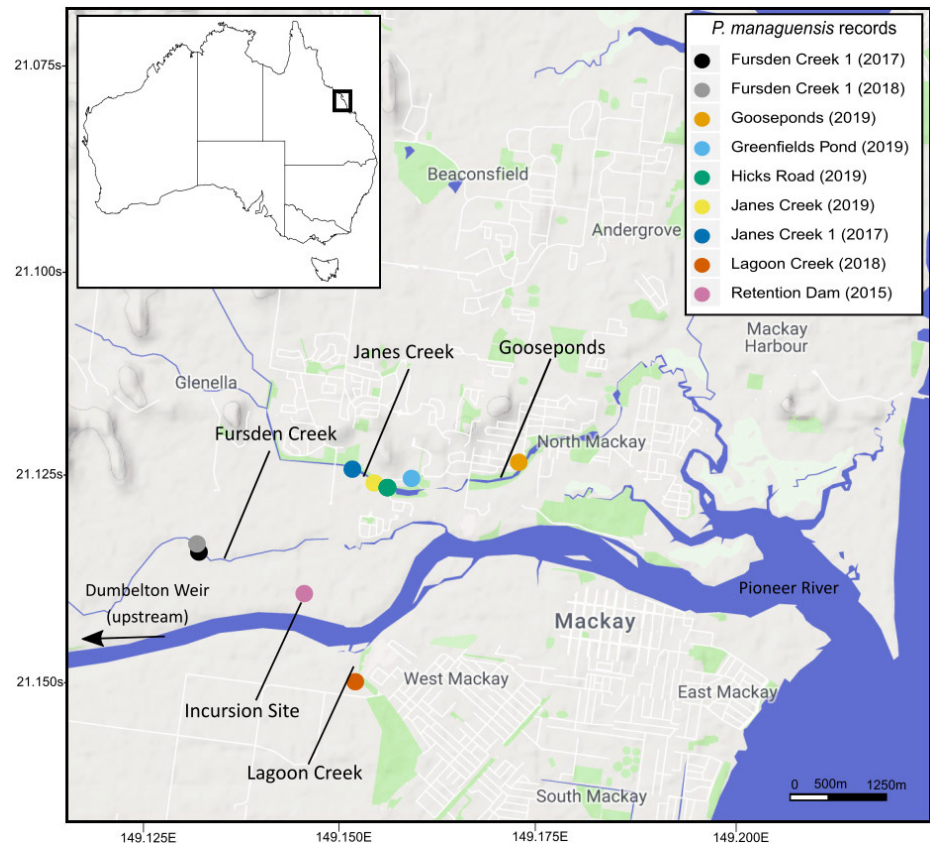 P. managuensis records
Fursden Creek 1 (2017)
Fursden Creek 1 (2018)
Gooseponds (2019)
Greenfields Pond (2019)
Hicks Road (2019)
Janes Creek (2019)
Janes Creek 1 (2017)
Lagoon Creek (2018)
Retention Dam (2015)
21.075s
21.100s
21.125s
21.150s
Beaconsfield
Andergrove
Mackay
Harbour
Janes Creek
Gooseponds
Glenella
Fursden Creek
North Mackay
Dumbelton Weir
(upstream)
Pioneer River
Mackay
West Mackay
East Mackay
Incursion Site
Lagoon Creek
South Mackay
0 500m 1250m
149.125E
149.150E
149.175E
149.200E